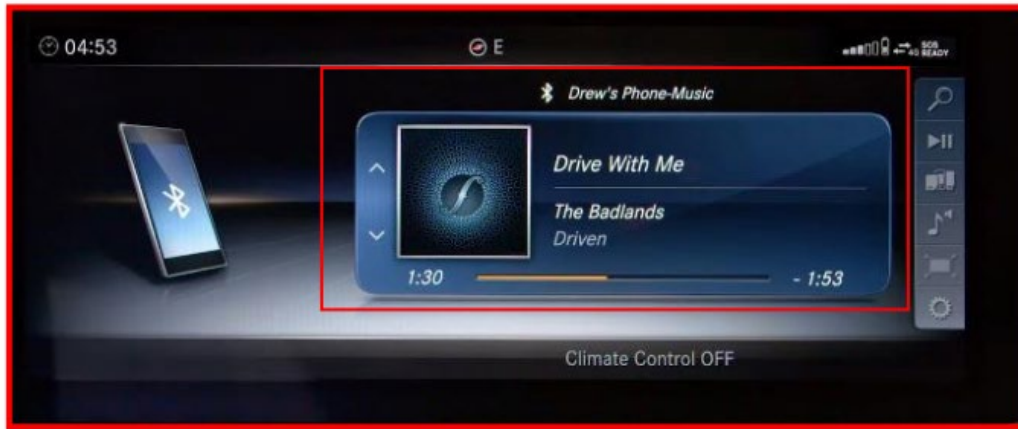 04:53
E
4G SOS READY
Drew's Phone-Music
Drive With Me
The Badlands
Driven
1:30
- 1:53
Climate Control OFF